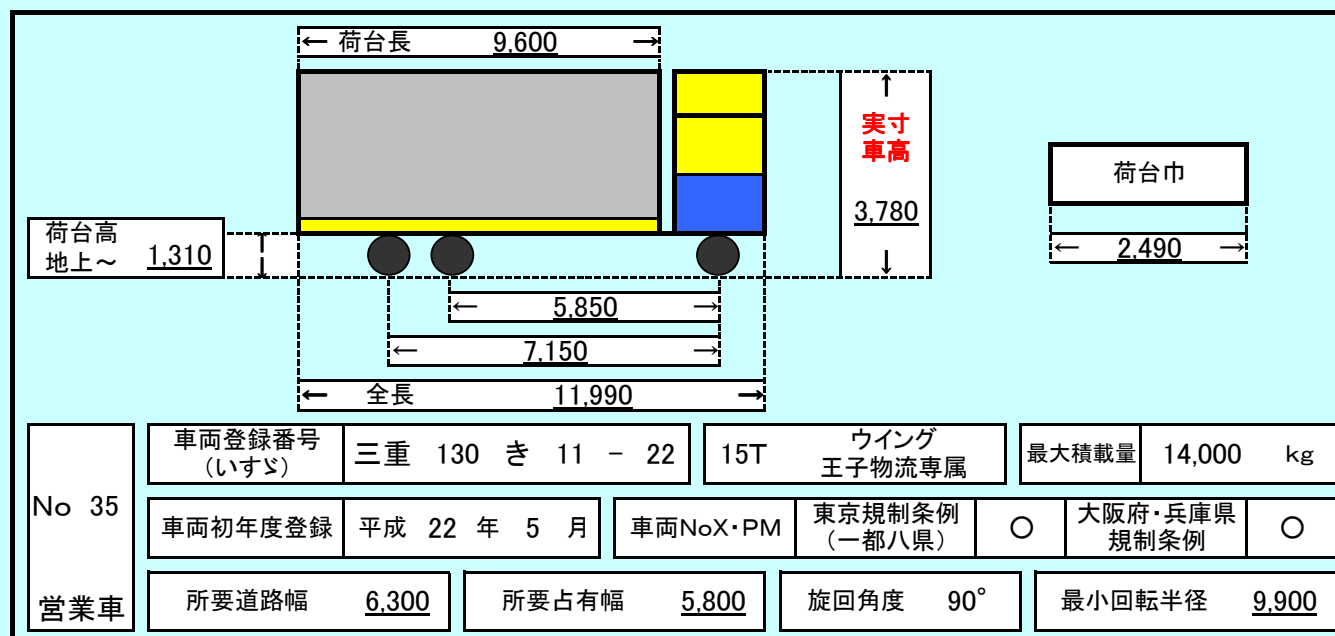 ← 荷台長 9,600 →
↑
実寸
車高
3,780
↓
荷台巾
← 2,490 →
荷台高
地上～ 1,310
← 5,850 →
← 7,150 →
← 全長 11,990 →
No 35
営業車
車両登録番号
(いすゞ)
三重 130 き 11 － 22
15T
ウイング
王子物流専属
最大積載量 14,000 kg
車両初年度登録 平成 22 年 5 月
車両NoX・PM
東京規制条例
(一都八県)
○
大阪府・兵庫県
規制条例
○
所要道路幅 6,300
所要占有幅 5,800
旋回角度 90°
最小回転半径 9,900